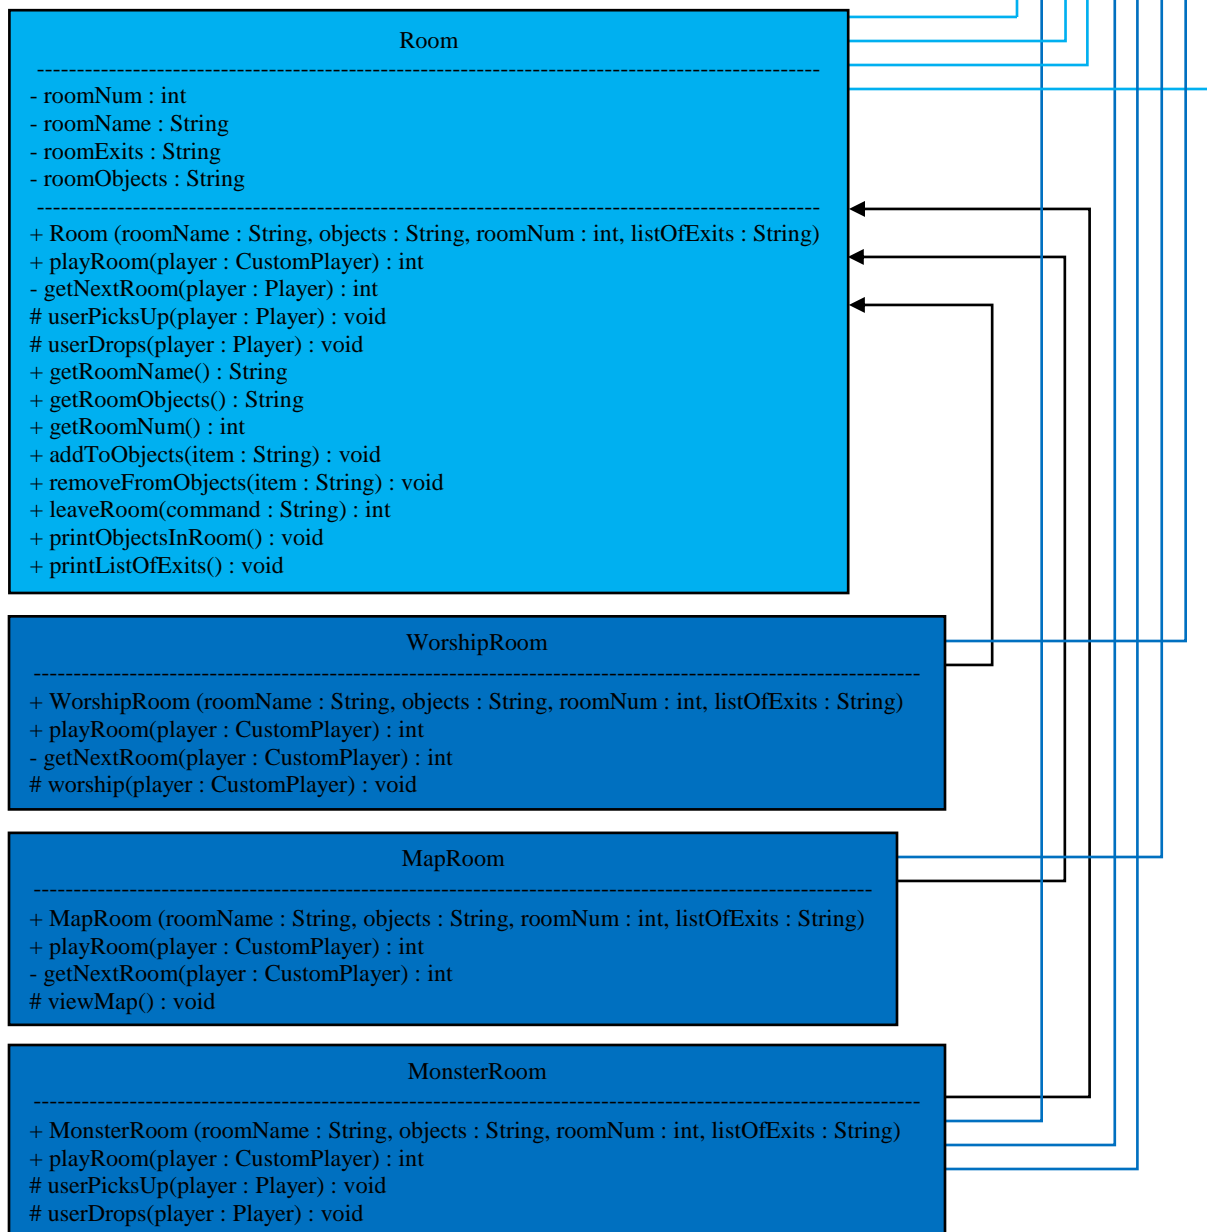 Room
- roomNum : int
- roomName : String
- roomExits : String
- roomObjects : String
+ Room (roomName : String, objects : String, roomNum : int, listOfExits : String)
+ playRoom(player : CustomPlayer) : int
- getNextRoom(player : Player) : int
# userPicksUp(player : Player) : void
# userDrops(player : Player) : void
+ getRoomName() : String
+ getRoomObjects() : String
+ getRoomNum() : int
+ addToObjects(item : String) : void
+ removeFromObjects(item : String) : void
+ leaveRoom(command : String) : int
+ printObjectsInRoom() : void
+ printListOfExits() : void
WorshipRoom
+ WorshipRoom (roomName : String, objects : String, roomNum : int, listOfExits : String)
+ playRoom(player : CustomPlayer) : int
- getNextRoom(player : CustomPlayer) : int
# worship(player : CustomPlayer) : void
MapRoom
+ MapRoom (roomName : String, objects : String, roomNum : int, listOfExits : String)
+ playRoom(player : CustomPlayer) : int
- getNextRoom(player : CustomPlayer) : int
# viewMap() : void
MonsterRoom
+ MonsterRoom (roomName : String, objects : String, roomNum : int, listOfExits : String)
+ playRoom(player : CustomPlayer) : int
# userPicksUp(player : Player) : void
# userDrops(player : Player) : void